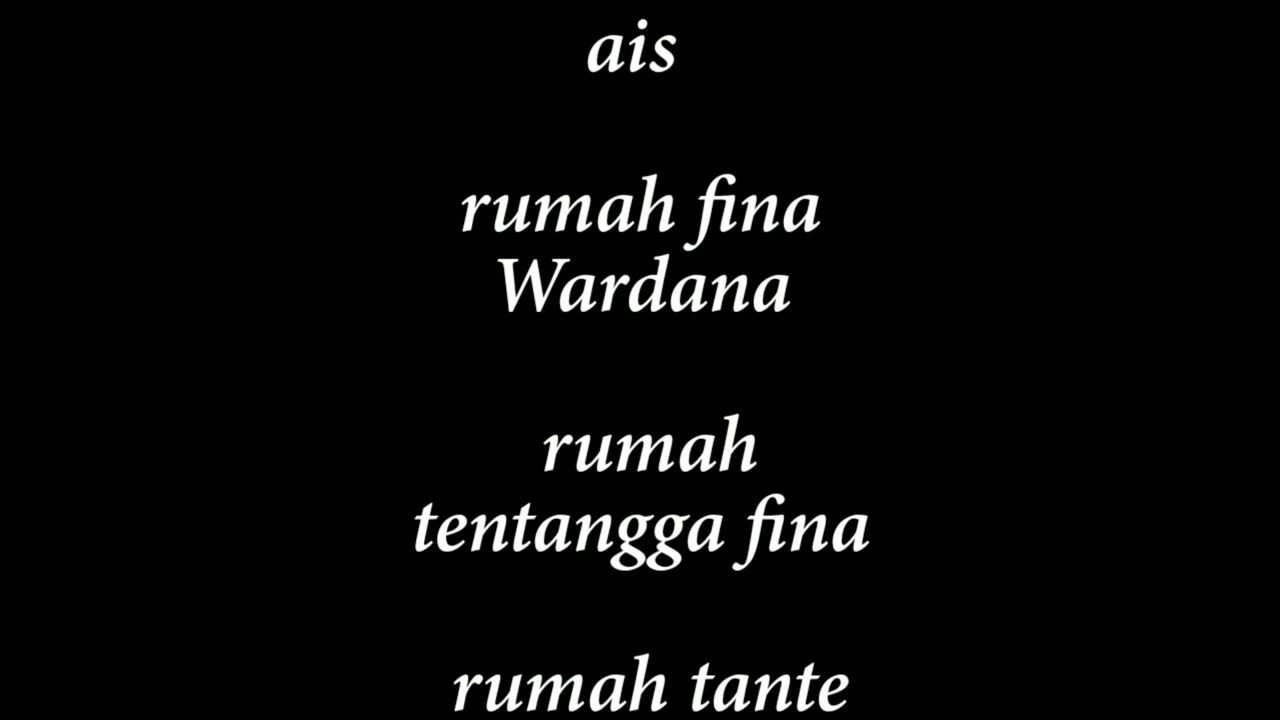 ais
rumah fina
Wardana
rumah
tentangga fina
rumah tante